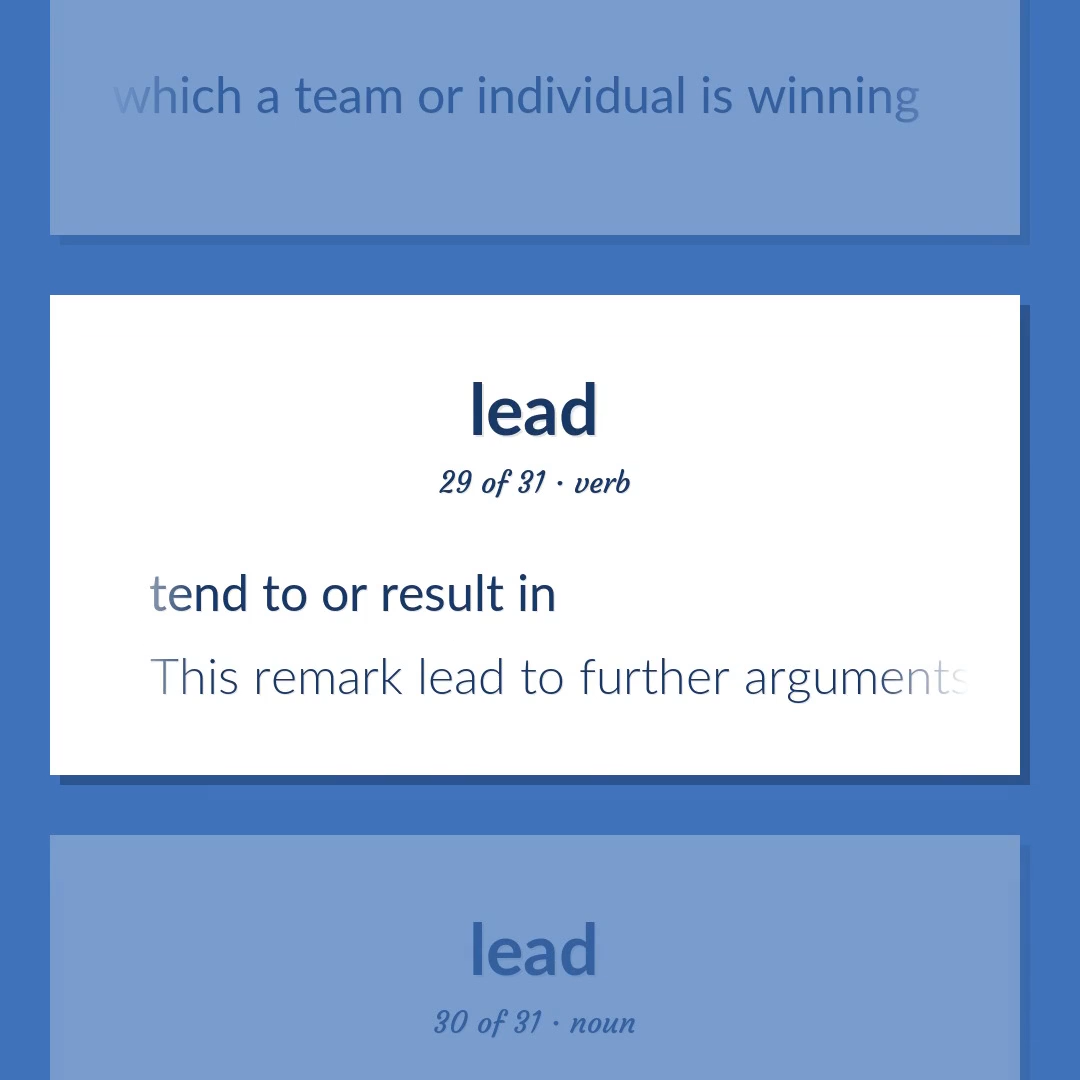 which a team or individual is winning
lead
29 of 31 · verb
tend to or result in
This remark lead to further arguments
lead
30 of 31 · noun